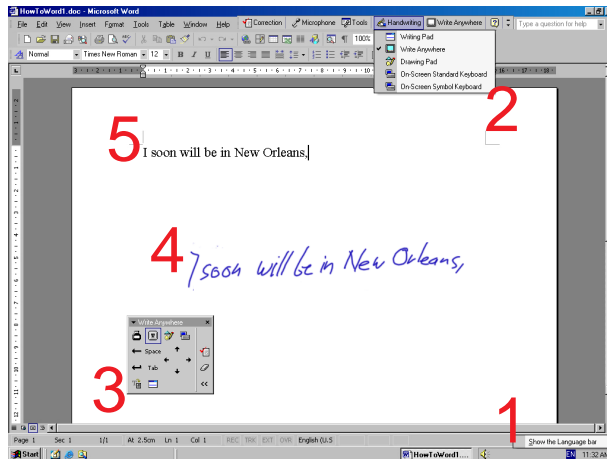 HowToWord1.doc - Microsoft Word
File Edit View Insert Format Tools Table Window Help Correction Microphone Tools Handwriting Write Anywhere Type a question for help
Normal Times New Roman 12 B I U 100%
Writing Pad
Write Anywhere
Drawing Pad
On-Screen Standard Keyboard
On-Screen Symbol Keyboard
2
5
I soon will be in New Orleans,
4
I soon will be in New Orleans,
Write Anywhere
Space
Tab
3
1
Page 1 Sec 1 1/1 At 2.5cm Ln 1 Col 1 REC TRK EXT OVR English (U.S
Show the Language bar
Start HowToWord1.... EN 11:32 AM